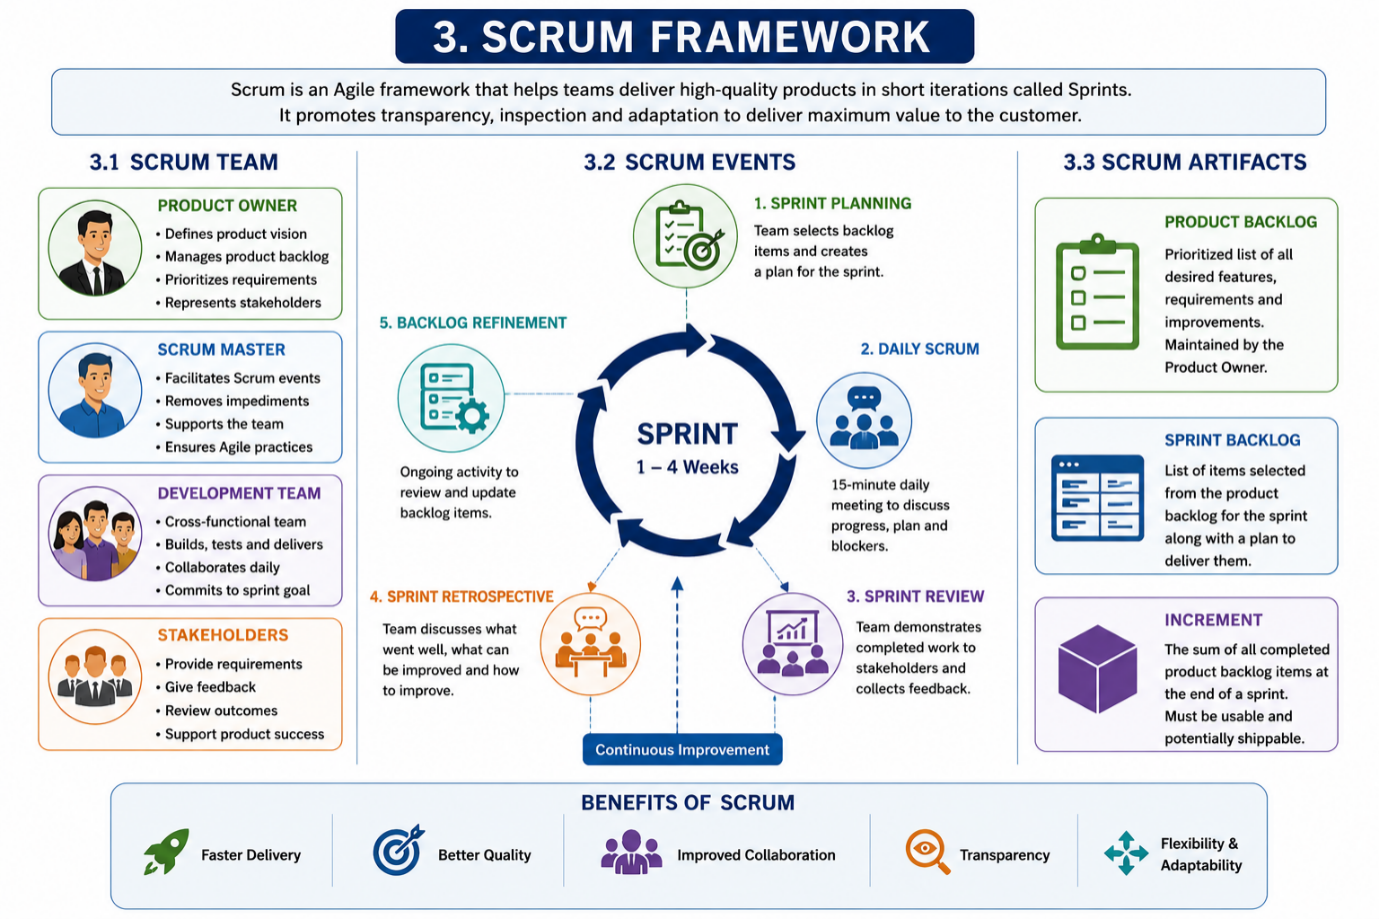 3. SCRUM FRAMEWORK
Scrum is an Agile framework that helps teams deliver high-quality products in short iterations called Sprints.
It promotes transparency, inspection and adaptation to deliver maximum value to the customer.
3.1 SCRUM TEAM
PRODUCT OWNER
• Defines product vision
• Manages product backlog
• Prioritizes requirements
• Represents stakeholders
SCRUM MASTER
• Facilitates Scrum events
• Removes impediments
• Supports the team
• Ensures Agile practices
DEVELOPMENT TEAM
• Cross-functional team
• Builds, tests and delivers
• Collaborates daily
• Commits to sprint goal
STAKEHOLDERS
• Provide requirements
• Give feedback
• Review outcomes
• Support product success
3.2 SCRUM EVENTS
1. SPRINT PLANNING
Team selects backlog
items and creates
a plan for the sprint.
2. DAILY SCRUM
15-minute daily
meeting to discuss
progress, plan and
blockers.
3. SPRINT REVIEW
Team demonstrates
completed work to
stakeholders and
collects feedback.
4. SPRINT RETROSPECTIVE
Team discusses what
went well, what can
be improved and how
to improve.
5. BACKLOG REFINEMENT
Ongoing activity to
review and update
backlog items.
SPRINT
1 – 4 Weeks
Continuous Improvement
3.3 SCRUM ARTIFACTS
PRODUCT BACKLOG
Prioritized list of all
desired features,
requirements and
improvements.
Maintained by the
Product Owner.
SPRINT BACKLOG
List of items selected
from the product
backlog for the sprint
along with a plan to
deliver them.
INCREMENT
The sum of all completed
product backlog items at
the end of a sprint.
Must be usable and
potentially shippable.
BENEFITS OF SCRUM
Faster Delivery
Better Quality
Improved Collaboration
Transparency
Flexibility &
Adaptability